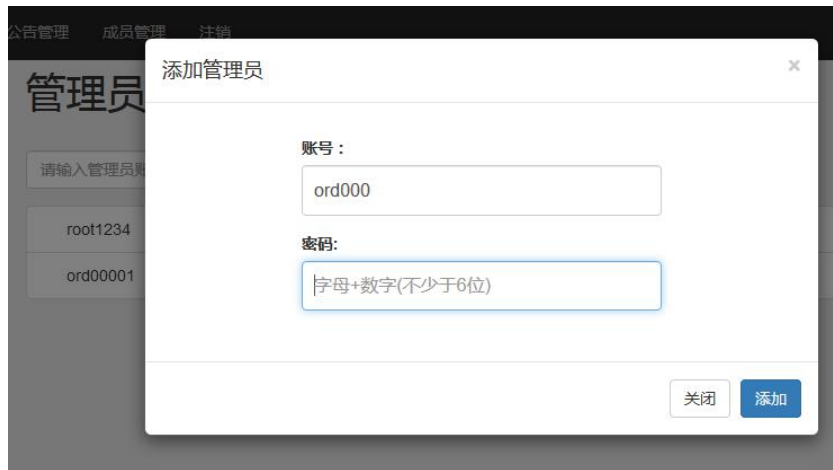 公告管理 成员管理 注销
添加管理员 ×
管理员
账号：
请输入管理员账
ord000
root1234
密码:
ord00001
字母+数字(不少于6位)
关闭 添加